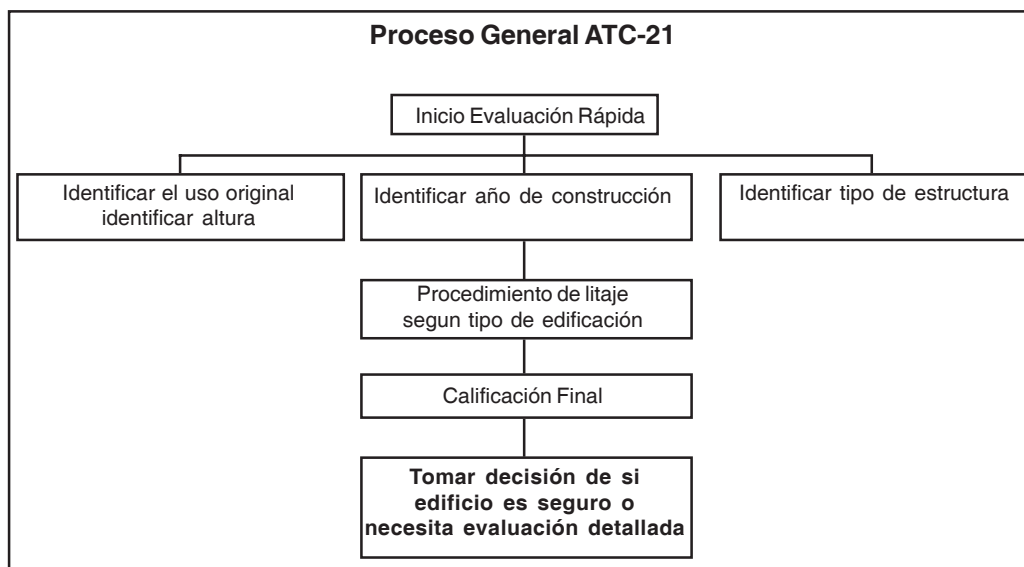 Proceso General ATC-21
Inicio Evaluación Rápida
Identificar el uso original
identificar altura
Identificar año de construcción
Identificar tipo de estructura
Procedimiento de litaje
segun tipo de edificación
Calificación Final
Tomar decisión de si
edificio es seguro o
necesita evaluación detallada